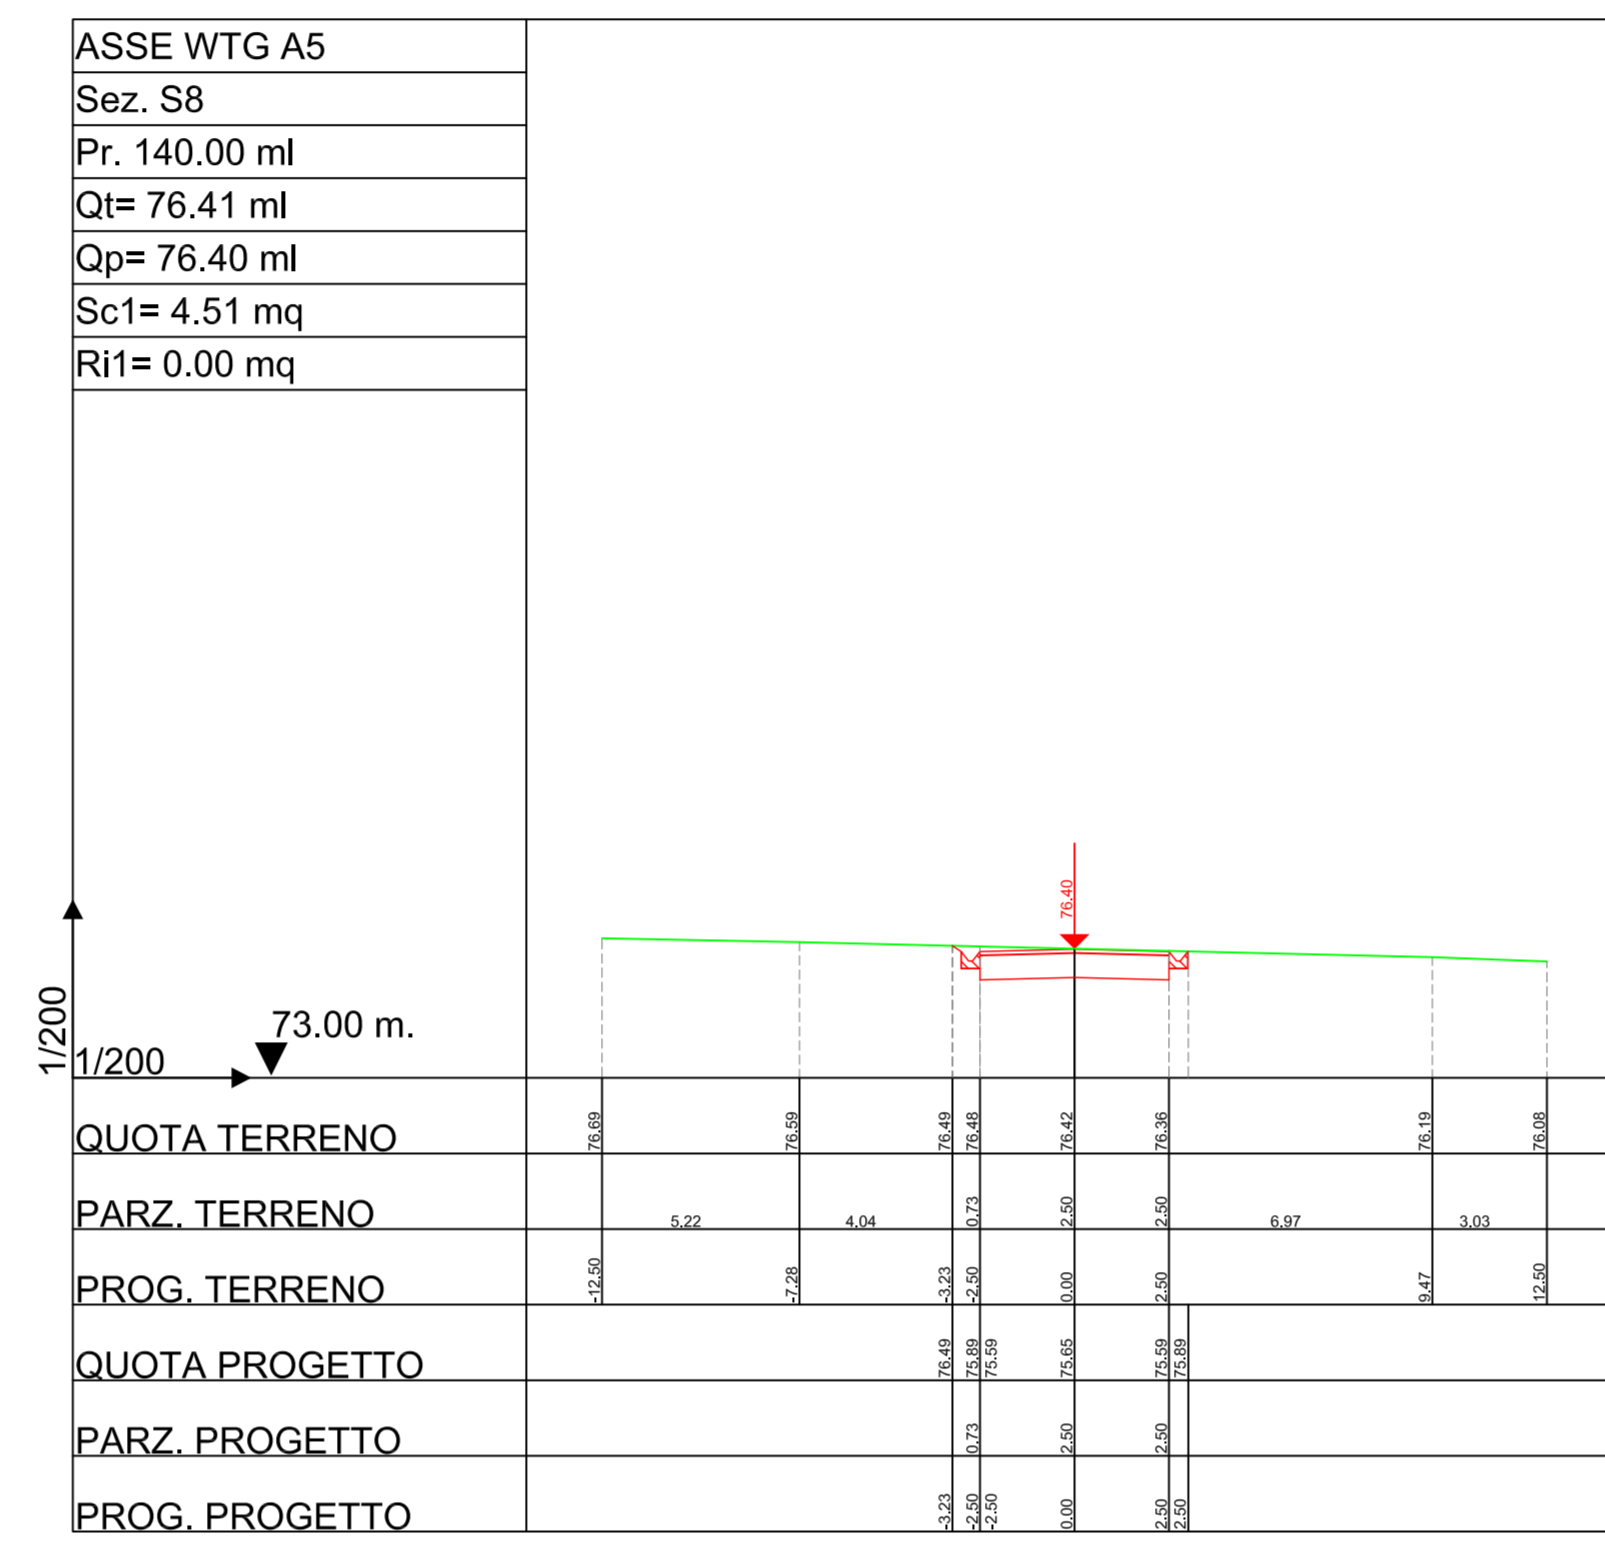 ASSE WTG A5
Sez. S8
Pr. 140.00 ml
Qt= 76.41 ml
Qp= 76.40 ml
Sc1= 4.51 mq
Ri1= 0.00 mq
76.40
1/200
73.00 m.
1/200
QUOTA TERRENO 76.69 76.59 76.49 76.48 76.42 76.36 76.19 76.08
PARZ. TERRENO 5.22 4.04 0.73 2.50 2.50 6.97 3.03
PROG. TERRENO -12.50 -7.28 -3.23 -2.50 0.00 2.50 9.47 12.50
QUOTA PROGETTO 76.49 75.89 75.59 75.65 75.59 75.89
PARZ. PROGETTO 0.73 2.50 2.50
PROG. PROGETTO -3.23 -2.50 -2.50 0.00 2.50 2.50